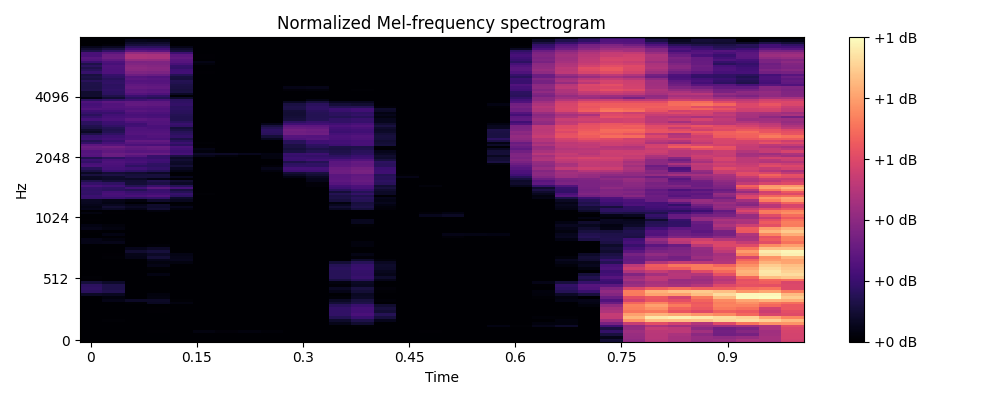 Normalized Mel-frequency spectrogram
Hz
4096
2048
1024
512
0
0 0.15 0.3 0.45 0.6 0.75 0.9
Time
+1 dB
+1 dB
+1 dB
+0 dB
+0 dB
+0 dB